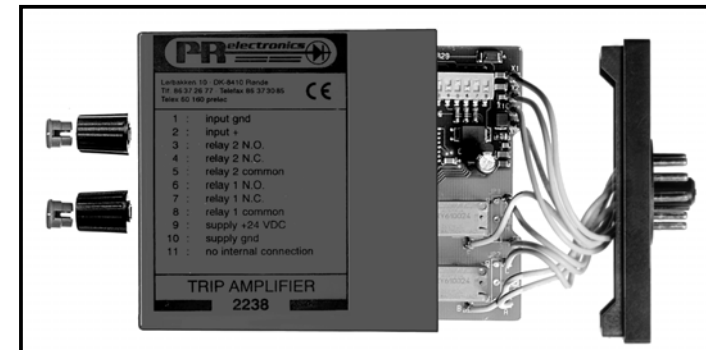 PR electronics
Lerbakken 10 · DK-8410 Rønde
Tlf. 86 37 26 77 · Telefax 86 37 30 85
Telex 60 160 pretec
CE
1 : input gnd
2 : input +
3 : relay 2 N.O.
4 : relay 2 N.C.
5 : relay 2 common
6 : relay 1 N.O.
7 : relay 1 N.C.
8 : relay 1 common
9 : supply +24 VDC
10 : supply gnd
11 : no internal connection
TRIP AMPLIFIER
2238